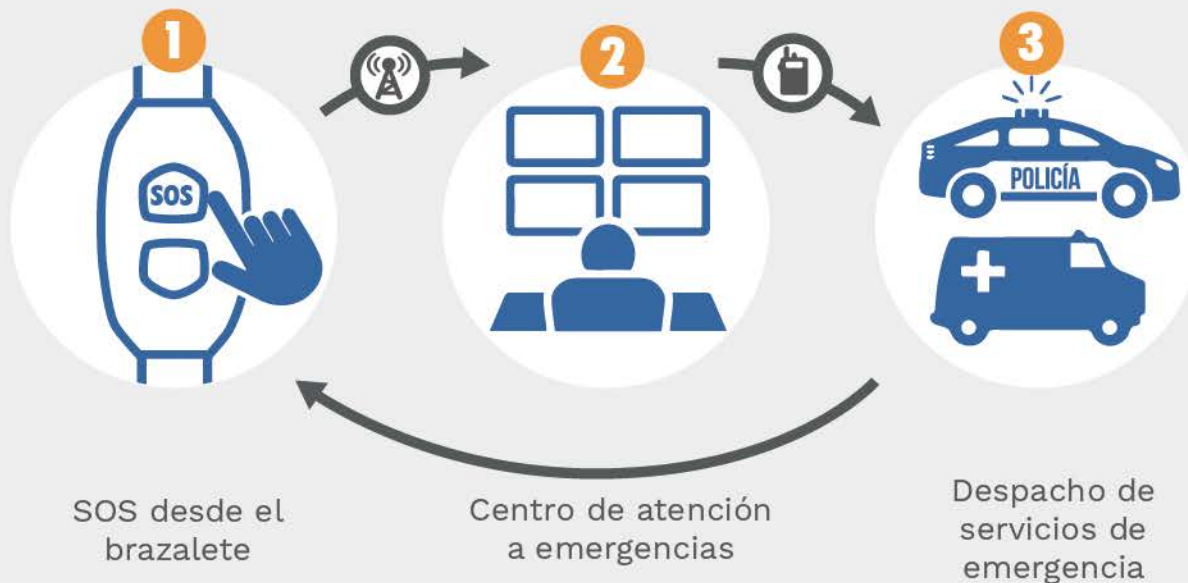 1
2
3
SOS
POLICÍA
SOS desde el
brazalete
Centro de atención
a emergencias
Despacho de
servicios de
emergencia